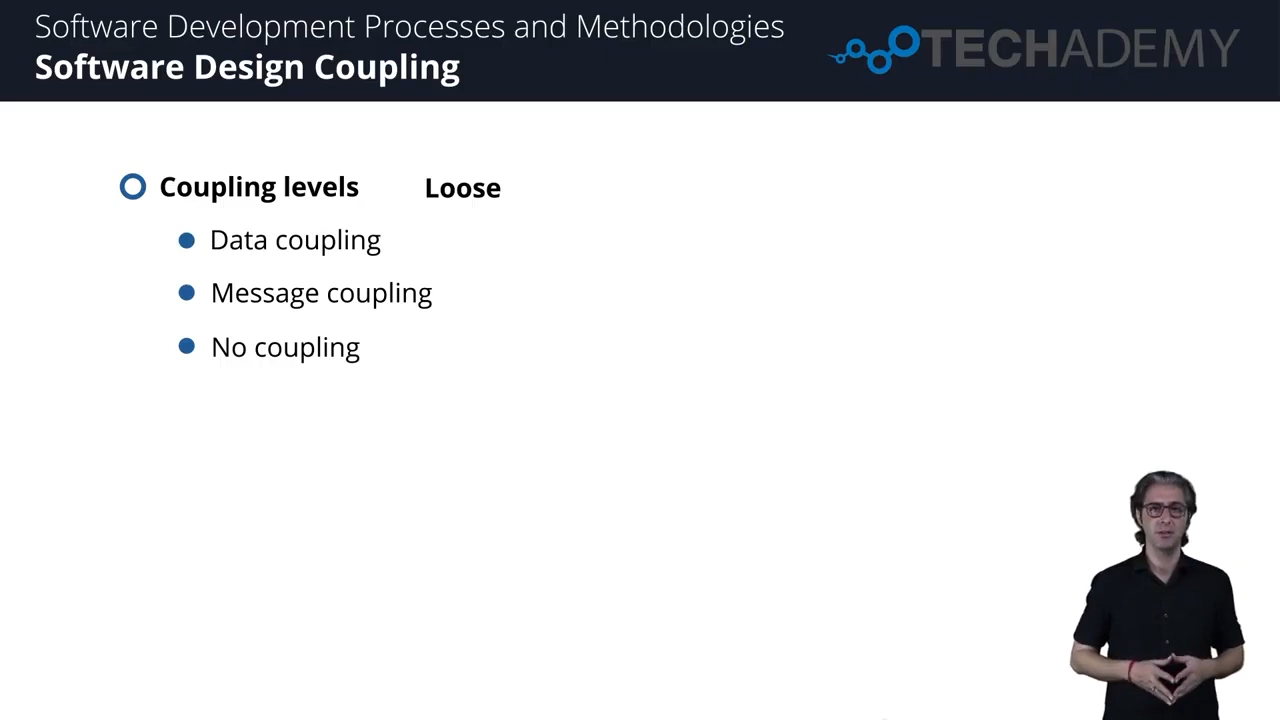 Software Development Processes and Methodologies
Software Design Coupling
TECHADEMY
Coupling levels Loose
Data coupling
Message coupling
No coupling